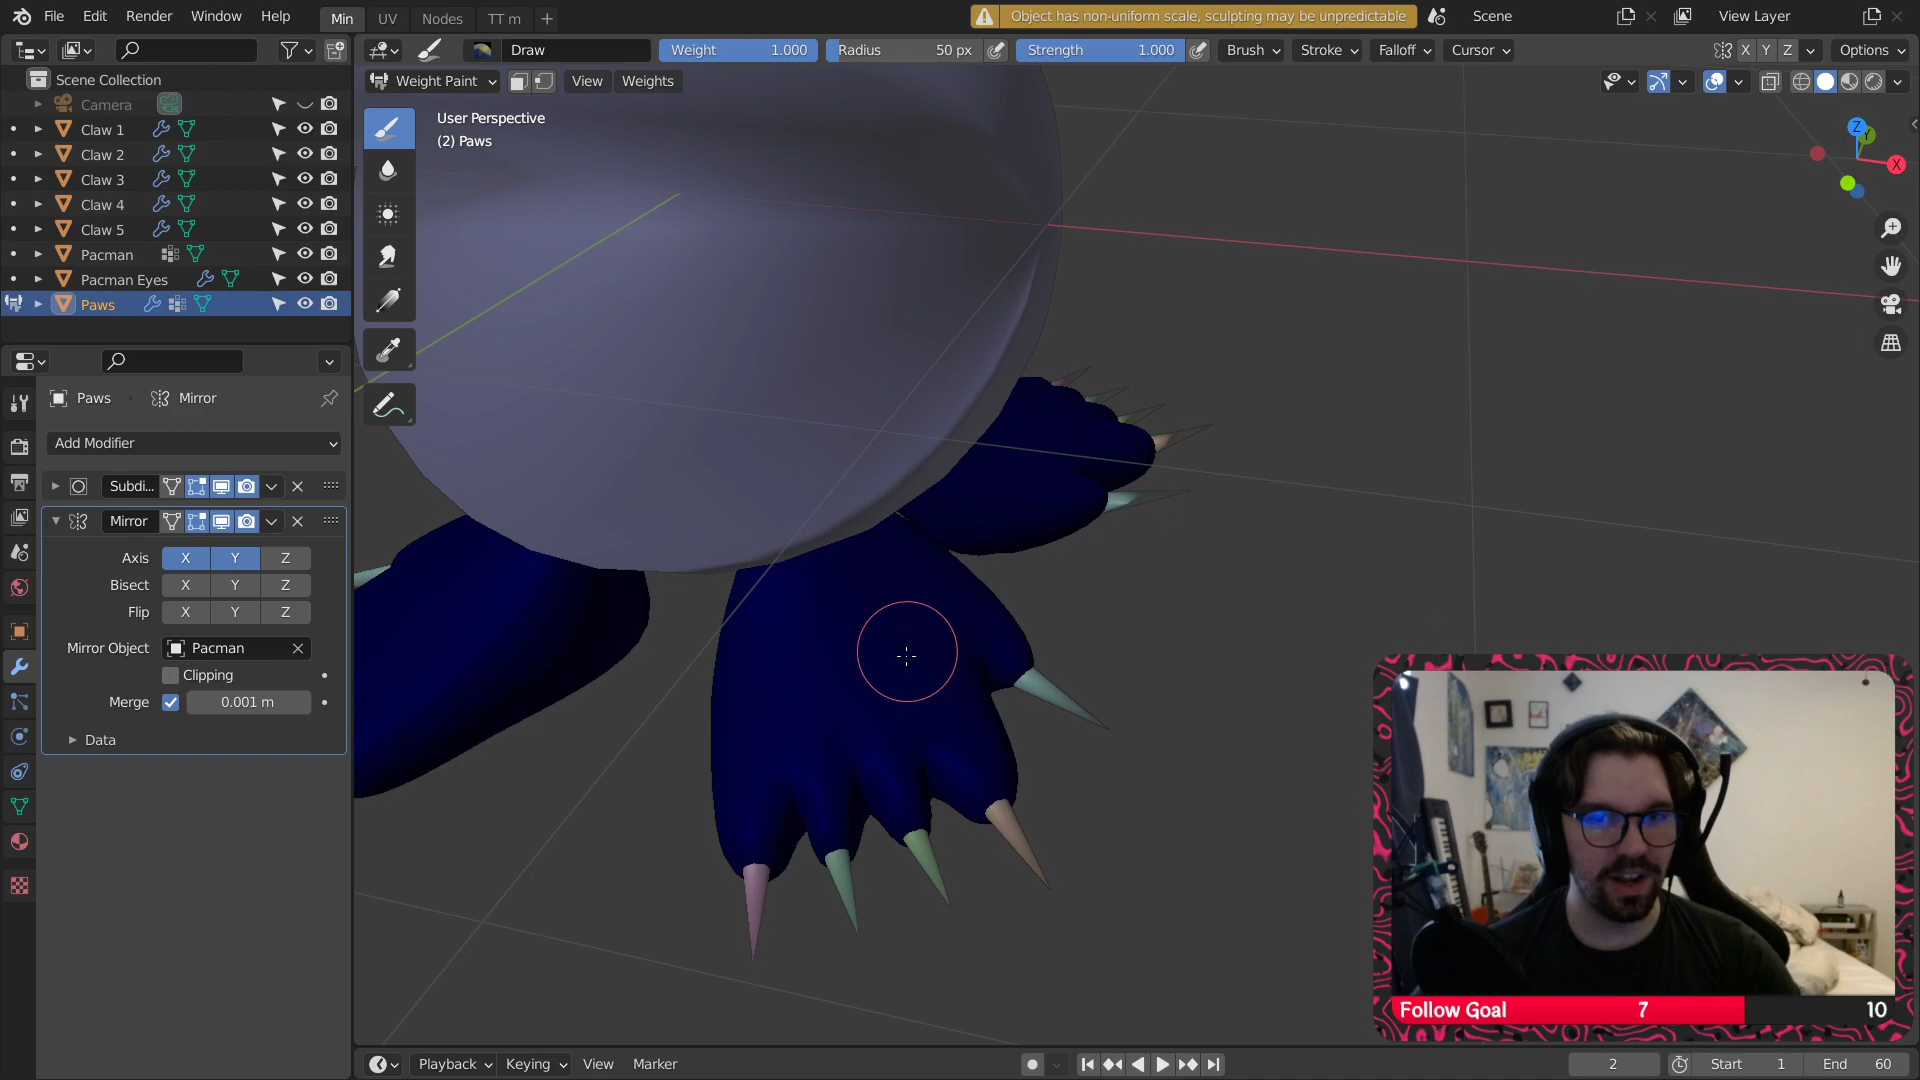 File Edit Render Window Help Min UV Nodes TT m Object has non-uniform scale, sculpting may be unpredictable Scene View Layer
Draw Weight 1.000 Radius 50 px Strength 1.000 Brush Stroke Falloff Cursor X Y Z Options
Scene Collection
Camera
Claw 1
Claw 2
Claw 3
Claw 4
Claw 5
Pacman
Pacman Eyes
Paws
Weight Paint View Weights
User Perspective
(2) Paws
Z
Y
X
Paws Mirror
Add Modifier
Subdi...
Mirror
Axis X Y Z
Bisect X Y Z
Flip X Y Z
Mirror Object Pacman
Clipping
Merge 0.001 m
Data
Follow Goal 7 10
Playback Keying View Marker 2 Start 1 End 60